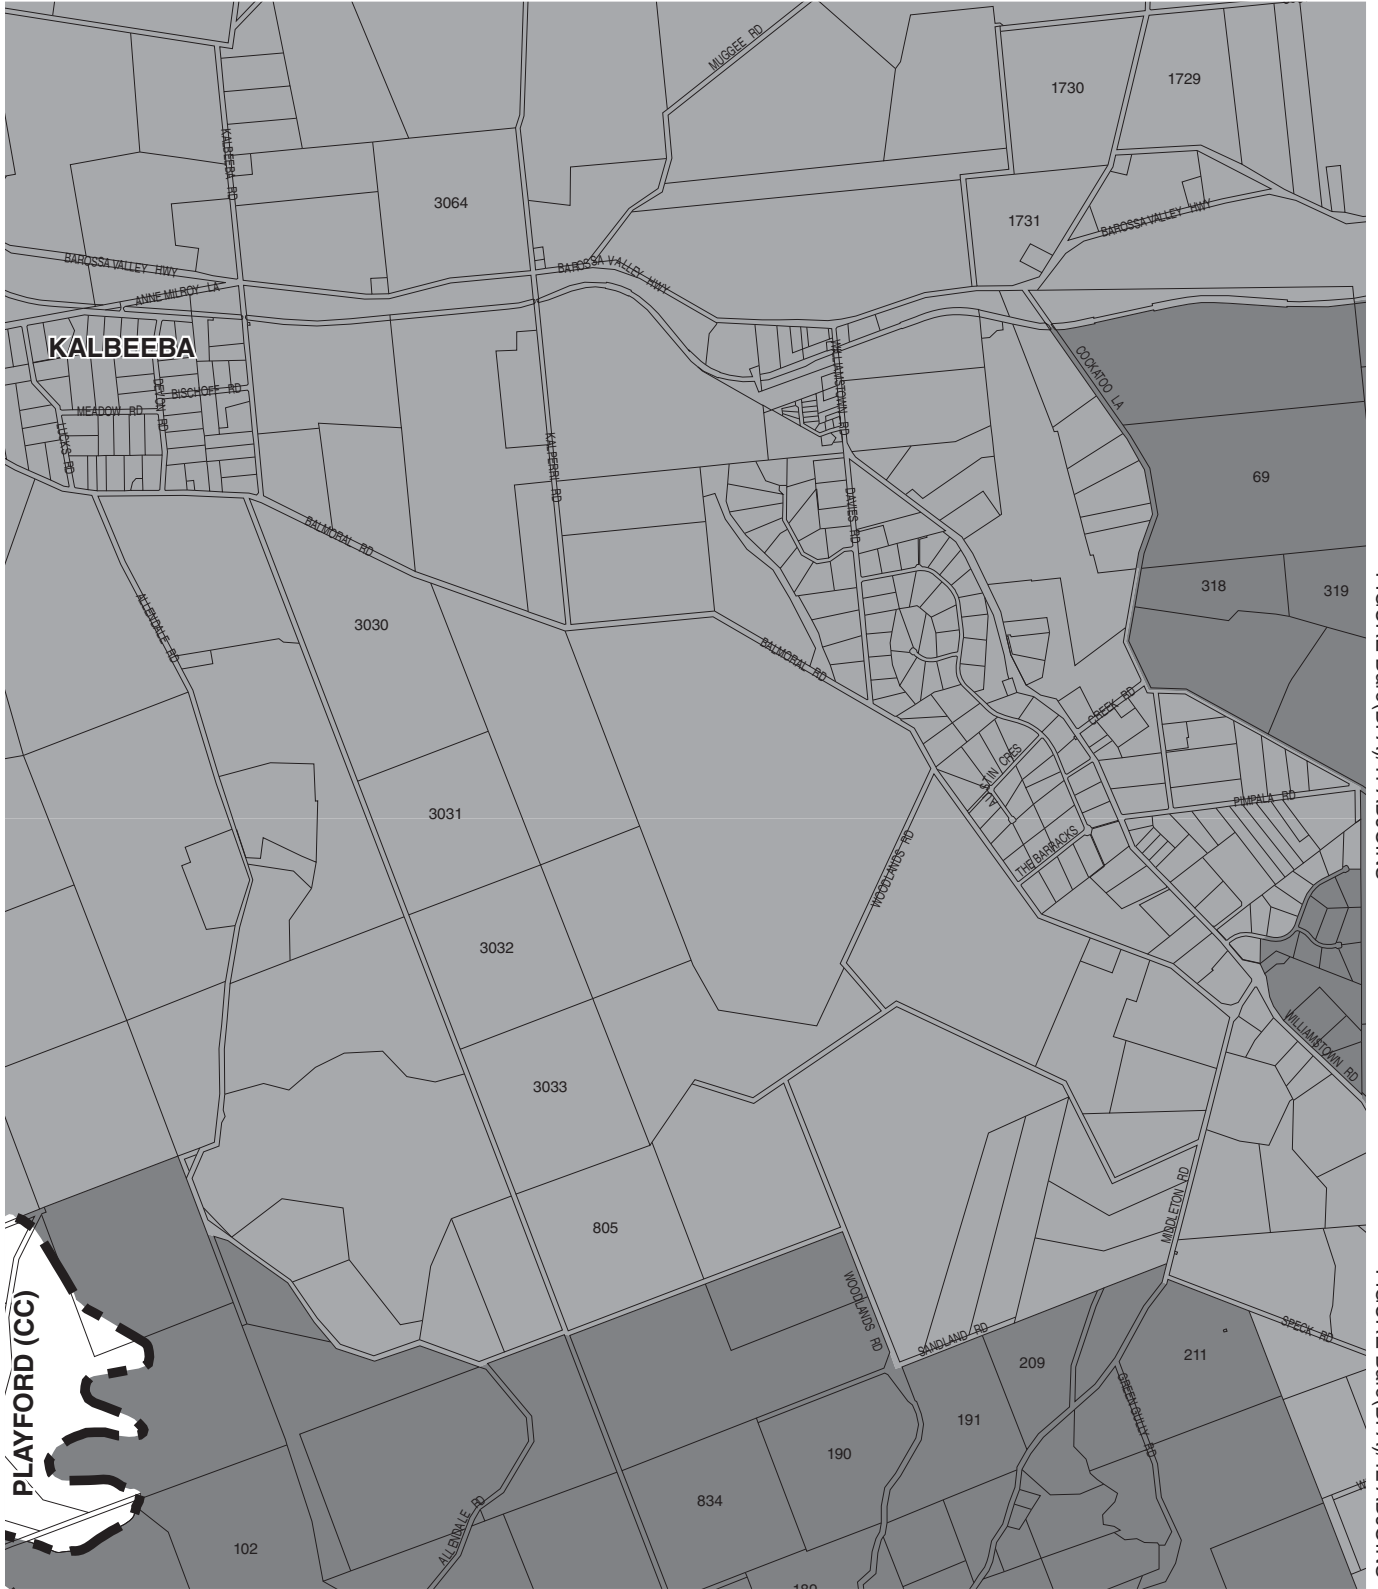 MUGGEE RD
1730
1729
KALBEEBA RD
3064
1731
BAROSSA VALLEY HWY
BAROSSA VALLEY HWY
BAROSSA VALLEY HWY
ANNE MILROY LA
KALBEEBA
WILLIAMSTOWN RD
COCKATOO LA
DEVON RD
BISCHOFF RD
MEADOW RD
LUCKS RD
KALPERRI RD
69
DAVIES RD
BALMORAL RD
318
319
ALLENDALE RD
3030
BALMORAL RD
CREEK RD
AUSTIN CRES
PIMPALA RD
3031
THE BARRACKS
WOODLANDS RD
3032
WILLIAMSTOWN RD
3033
MIDDLETON RD
805
WOODLANDS RD
SANDLAND RD
SPECK RD
PLAYFORD (CC)
209
211
GREEN GULLY RD
191
190
834
ALLENDALE RD
102